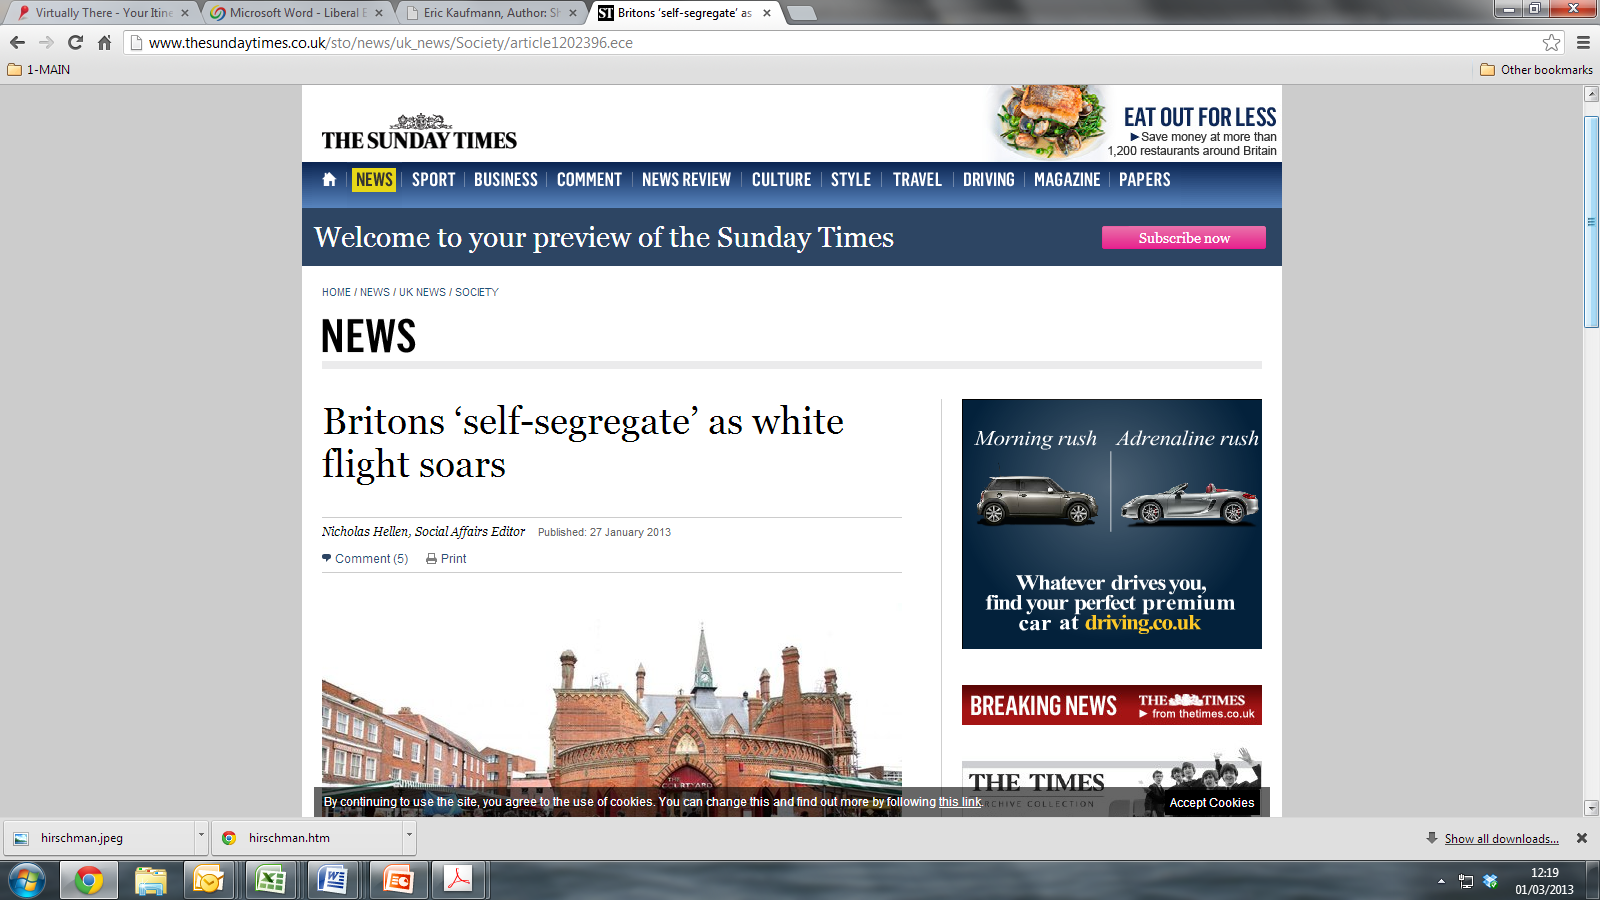 Virtually There - Your Itine
Microsoft Word - Liberal E
Eric Kaufmann, Author: Sh
ST Britons ‘self-segregate’ as
www.thesundaytimes.co.uk/sto/news/uk_news/Society/article1202396.ece
1-MAIN
Other bookmarks
THE SUNDAY TIMES
EAT OUT FOR LESS
▶Save money at more than
1,200 restaurants around Britain
NEWS SPORT BUSINESS COMMENT NEWS REVIEW CULTURE STYLE TRAVEL DRIVING MAGAZINE PAPERS
Welcome to your preview of the Sunday Times
Subscribe now
HOME / NEWS / UK NEWS / SOCIETY
NEWS
Britons ‘self-segregate’ as white
flight soars
Nicholas Hellen, Social Affairs Editor Published: 27 January 2013
Comment (5) Print
Morning rush Adrenaline rush
Whatever drives you,
find your perfect premium
car at driving.co.uk
BREAKING NEWS
THE TIMES
▶ from thetimes.co.uk
THE TIMES
ARCHIVE COLLECTION
THE
COURTYARD
By continuing to use the site, you agree to the use of cookies. You can change this and find out more by following this link.
Accept Cookies
hirschman.jpeg
hirschman.htm
Show all downloads...
12:19
01/03/2013